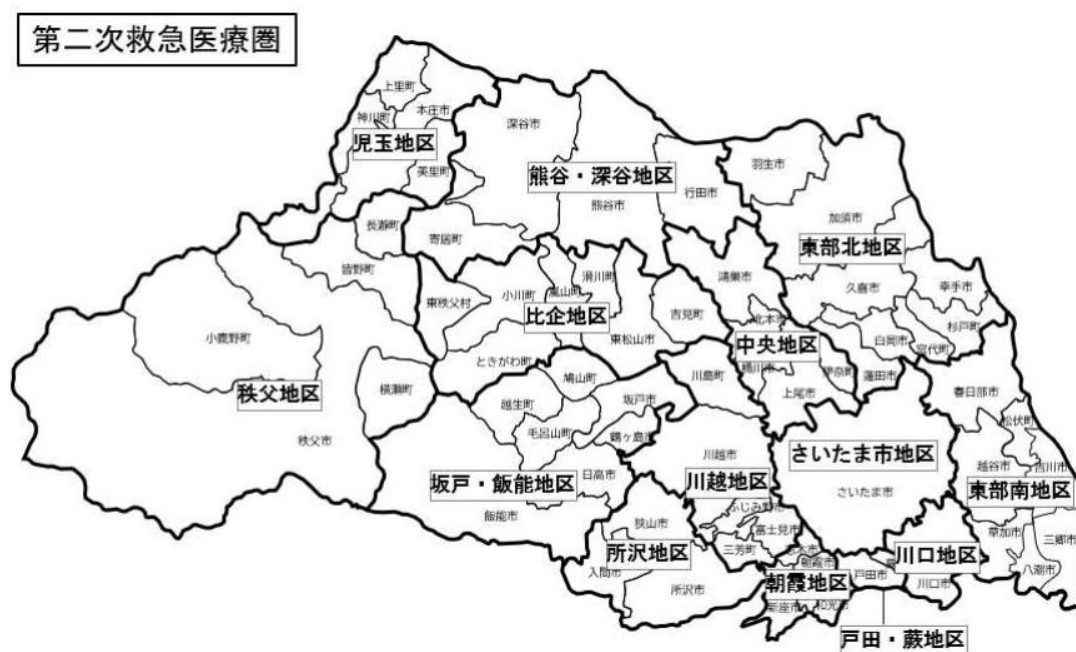 第二次救急医療圏
上里町
本庄市
神川町
児玉地区
美里町
深谷市
熊谷・深谷地区
熊谷市
行田市
羽生市
加須市
東部北地区
長瀞町
寄居町
皆野町
東秩父村
小川町
嵐山町
滑川町
比企地区
東松山市
吉見町
鴻巣市
北本市
中央地区
桶川市
伊奈町
上尾市
久喜市
幸手市
杉戸町
白岡市
宮代町
蓮田市
小鹿野町
秩父地区
横瀬町
秩父市
ときがわ町
鳩山町
越生町
毛呂山町
坂戸市
鶴ヶ島市
川島町
川越市
坂戸・飯能地区
日高市
飯能市
川越地区
ふじみ野市
富士見市
三芳町
さいたま市地区
さいたま市
春日部市
松伏町
越谷市
吉川市
東部南地区
草加市
三郷市
八潮市
狭山市
所沢地区
入間市
所沢市
志木市
朝霞市
朝霞地区
新座市
和光市
戸田市
川口地区
川口市
戸田・蕨地区